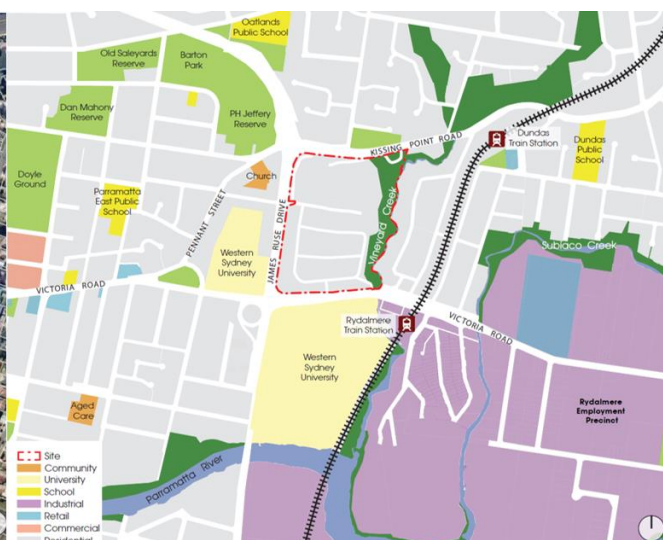 Oatlands
Public School
Old Saleyards
Reserve
Barton
Park
Dan Mahony
Reserve
PH Jeffery
Reserve
KISSING POINT ROAD
Dundas
Train Station
Dundas
Public
School
Doyle
Ground
Church
Parramatta
East Public
School
PENNANT STREET
JAMES RUSE DRIVE
Vineyard Creek
Western
Sydney
University
Subiaco Creek
VICTORIA ROAD
Rydalmere
Train Station
VICTORIA ROAD
Western
Sydney
University
Rydalmere
Employment
Precinct
Aged
Care
Parramatta River
Site
Community
University
School
Industrial
Retail
Commercial
Residential